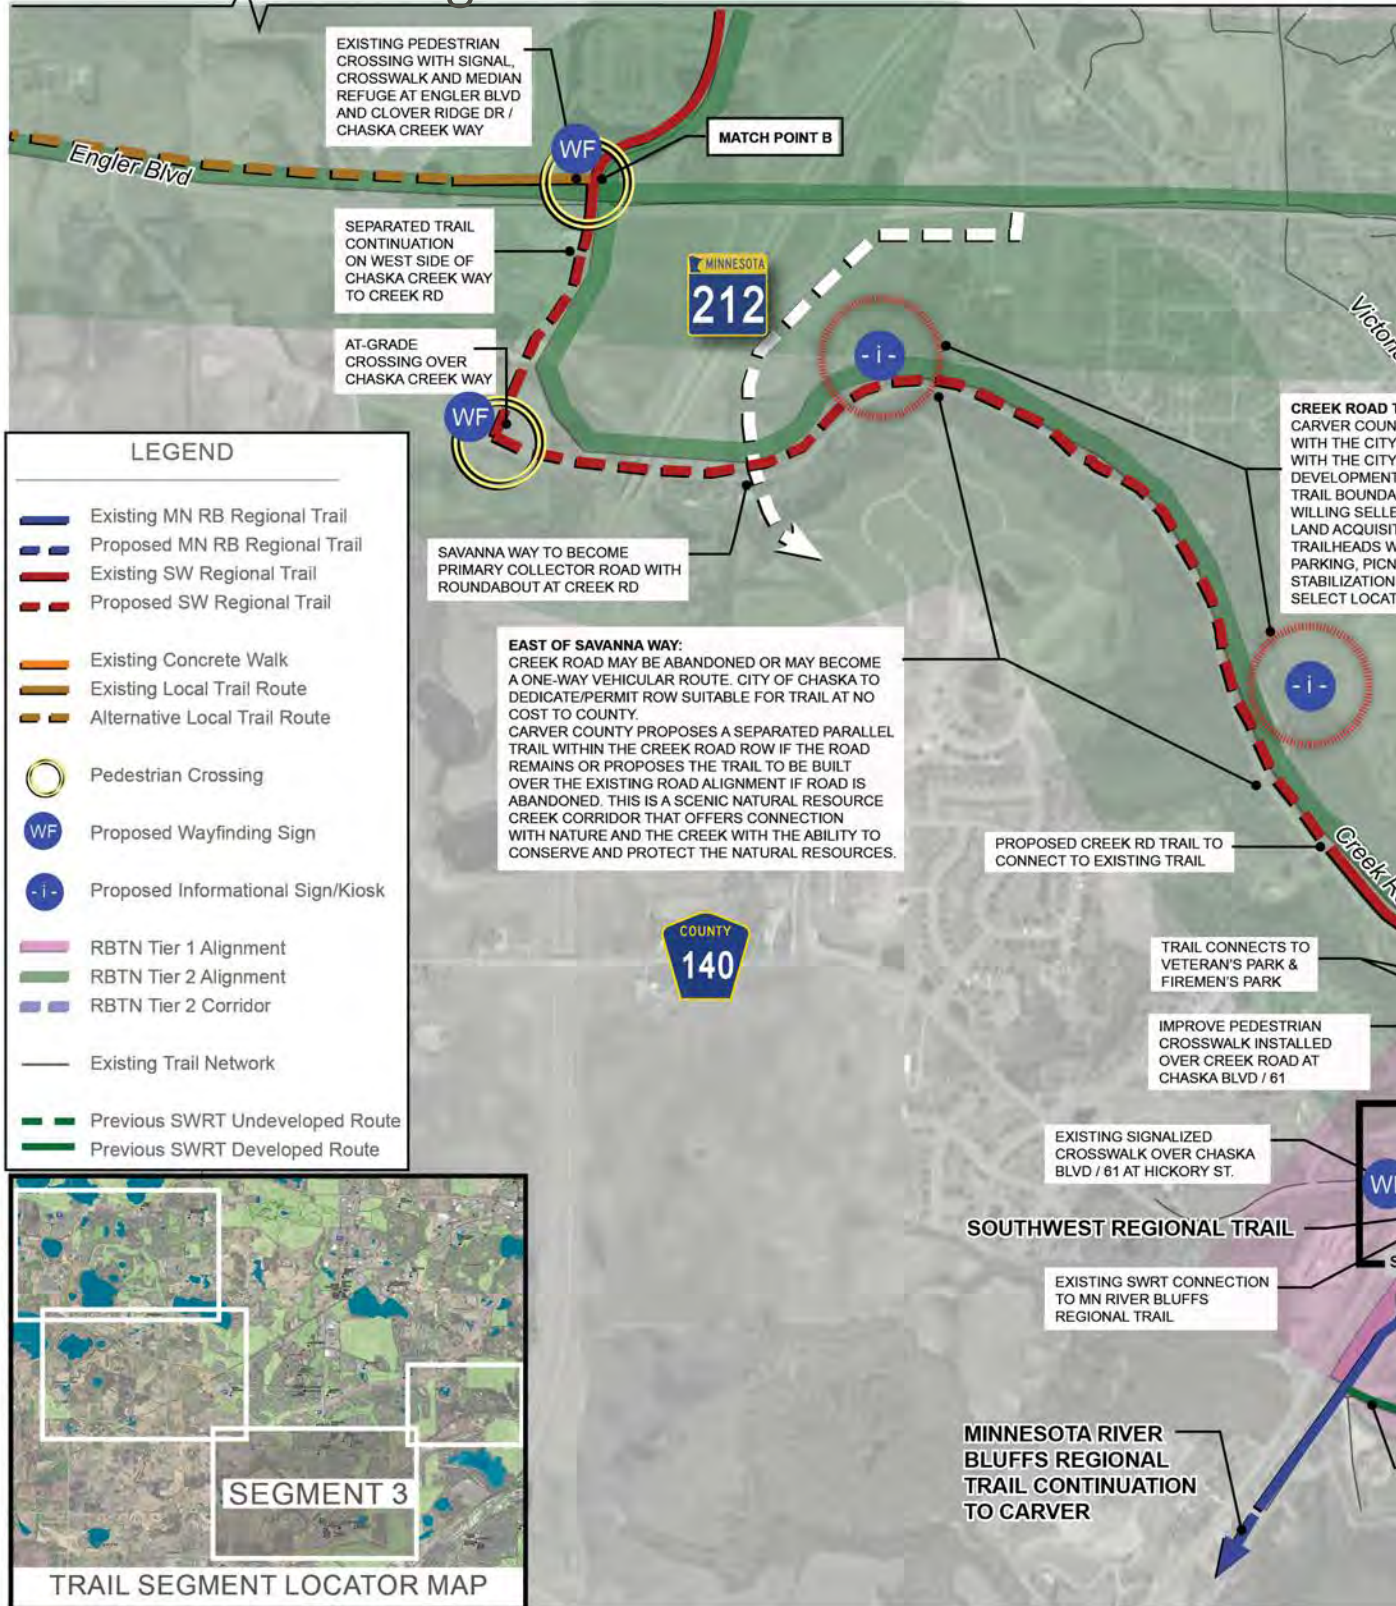 EXISTING PEDESTRIAN
CROSSING WITH SIGNAL,
CROSSWALK AND MEDIAN
REFUGE AT ENGLER BLVD
AND CLOVER RIDGE DR /
CHASKA CREEK WAY
WF
MATCH POINT B
Engler Blvd
SEPARATED TRAIL
CONTINUATION
ON WEST SIDE OF
CHASKA CREEK WAY
TO CREEK RD
MINNESOTA
212
AT-GRADE
CROSSING OVER
CHASKA CREEK WAY
WF
-i-
CREEK ROAD
CARVER COUN
WITH THE CITY
WITH THE CITY
DEVELOPMENT
TRAIL BOUNDA
WILLING SELLE
LAND ACQUISIT
TRAILHEADS W
PARKING, PICN
STABILIZATION
SELECT LOCAT
SAVANNA WAY TO BECOME
PRIMARY COLLECTOR ROAD WITH
ROUNDABOUT AT CREEK RD
EAST OF SAVANNA WAY:
CREEK ROAD MAY BE ABANDONED OR MAY BECOME
A ONE-WAY VEHICULAR ROUTE. CITY OF CHASKA TO
DEDICATE/PERMIT ROW SUITABLE FOR TRAIL AT NO
COST TO COUNTY.
CARVER COUNTY PROPOSES A SEPARATED PARALLEL
TRAIL WITHIN THE CREEK ROAD ROW IF THE ROAD
REMAINS OR PROPOSES THE TRAIL TO BE BUILT
OVER THE EXISTING ROAD ALIGNMENT IF ROAD IS
ABANDONED. THIS IS A SCENIC NATURAL RESOURCE
CREEK CORRIDOR THAT OFFERS CONNECTION
WITH NATURE AND THE CREEK WITH THE ABILITY TO
CONSERVE AND PROTECT THE NATURAL RESOURCES.
-i-
PROPOSED CREEK RD TRAIL TO
CONNECT TO EXISTING TRAIL
Creek
COUNTY
140
TRAIL CONNECTS TO
VETERAN'S PARK &
FIREMEN'S PARK
IMPROVE PEDESTRIAN
CROSSWALK INSTALLED
OVER CREEK ROAD AT
CHASKA BLVD / 61
EXISTING SIGNALIZED
CROSSWALK OVER CHASKA
BLVD / 61 AT HICKORY ST.
SOUTHWEST REGIONAL TRAIL
EXISTING SWRT CONNECTION
TO MN RIVER BLUFFS
REGIONAL TRAIL
MINNESOTA RIVER
BLUFFS REGIONAL
TRAIL CONTINUATION
TO CARVER
LEGEND
Existing MN RB Regional Trail
Proposed MN RB Regional Trail
Existing SW Regional Trail
Proposed SW Regional Trail
Existing Concrete Walk
Existing Local Trail Route
Alternative Local Trail Route
Pedestrian Crossing
WF Proposed Wayfinding Sign
-i- Proposed Informational Sign/Kiosk
RBTN Tier 1 Alignment
RBTN Tier 2 Alignment
RBTN Tier 2 Corridor
Existing Trail Network
Previous SWRT Undeveloped Route
Previous SWRT Developed Route
SEGMENT 3
TRAIL SEGMENT LOCATOR MAP